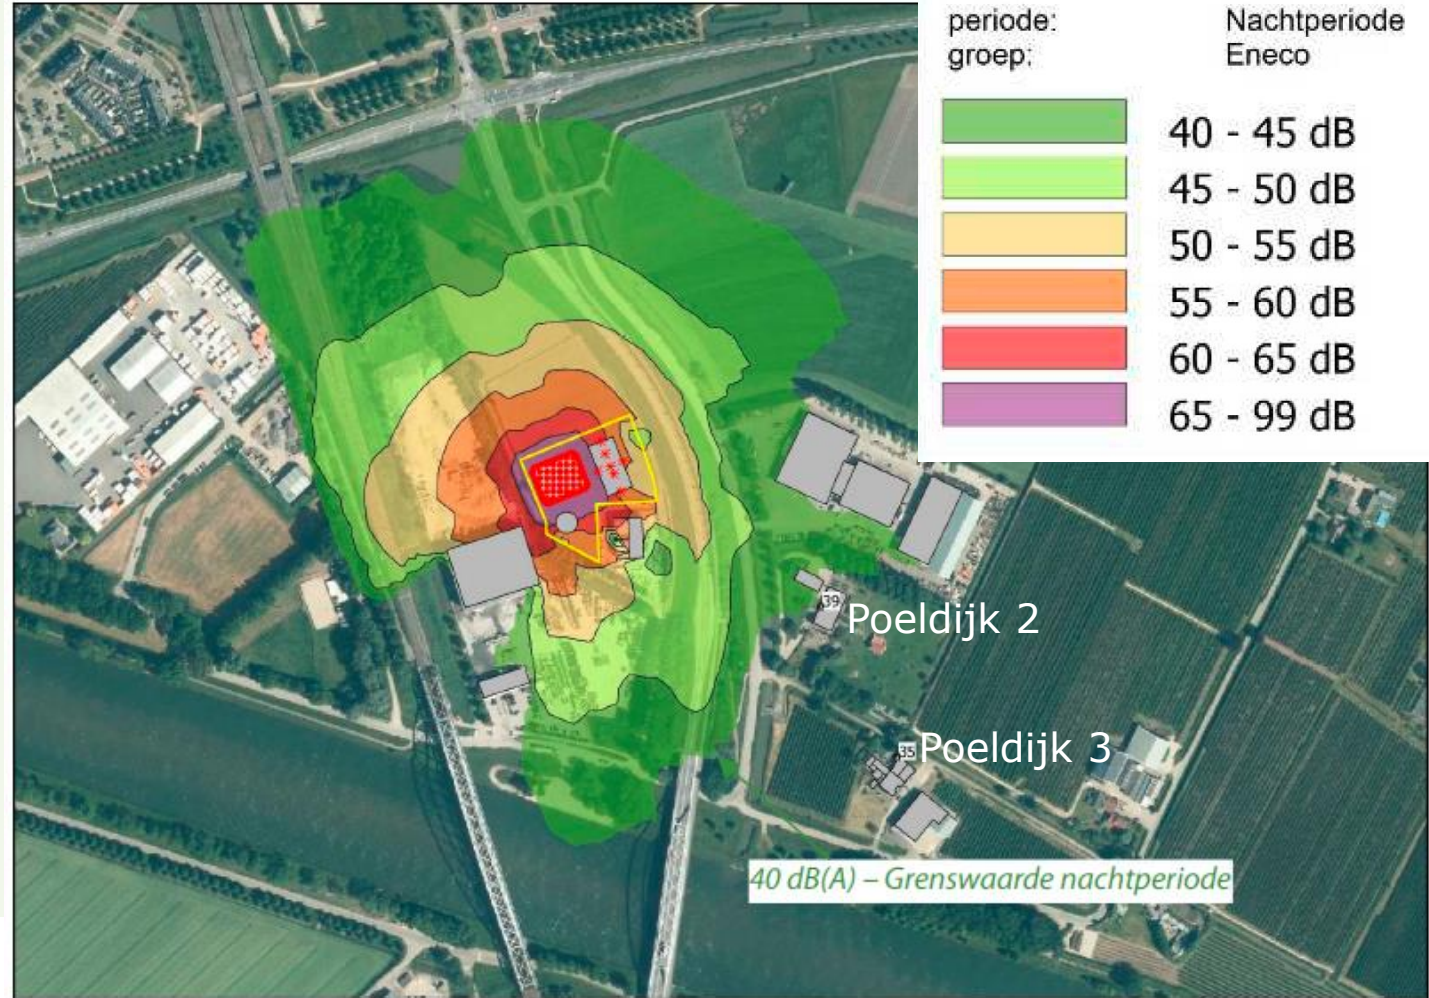 periode: Nachtperiode
groep: Eneco
40 - 45 dB
45 - 50 dB
50 - 55 dB
55 - 60 dB
60 - 65 dB
65 - 99 dB
39
Poeldijk 2
35
Poeldijk 3
40 dB(A) – Grenswaarde nachtperiode